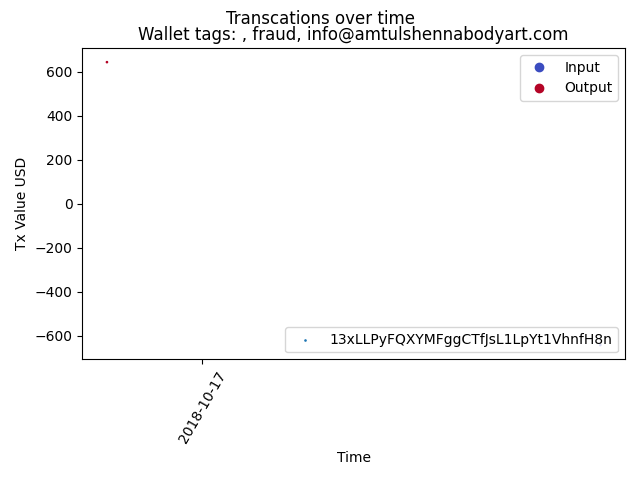 Transcations over time
Wallet tags: , fraud, info@amtulshennabodyart.com
Input
Output
600
400
200
0
−200
−400
−600
Tx Value USD
13xLLPyFQXYMFggCTfJsL1LpYt1VhnfH8n
2018-10-17
Time